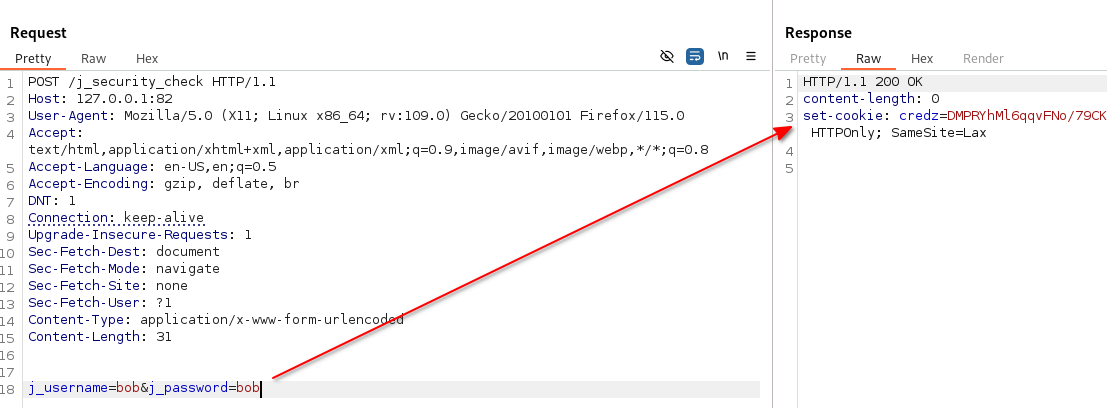 Request
Pretty Raw Hex
\n
1 POST /j_security_check HTTP/1.1
2 Host: 127.0.0.1:82
3 User-Agent: Mozilla/5.0 (X11; Linux x86_64; rv:109.0) Gecko/20100101 Firefox/115.0
4 Accept:
text/html,application/xhtml+xml,application/xml;q=0.9,image/avif,image/webp,*/*;q=0.8
5 Accept-Language: en-US,en;q=0.5
6 Accept-Encoding: gzip, deflate, br
7 DNT: 1
8 Connection: keep-alive
9 Upgrade-Insecure-Requests: 1
10 Sec-Fetch-Dest: document
11 Sec-Fetch-Mode: navigate
12 Sec-Fetch-Site: none
13 Sec-Fetch-User: ?1
14 Content-Type: application/x-www-form-urlencoded
15 Content-Length: 31
16
17
18 j_username=bob&j_password=bob
Response
Pretty Raw Hex Render
1 HTTP/1.1 200 OK
2 content-length: 0
3 set-cookie: credz=DMPRYhMl6qqvFNo/79CK
HTTPOnly; SameSite=Lax
4
5